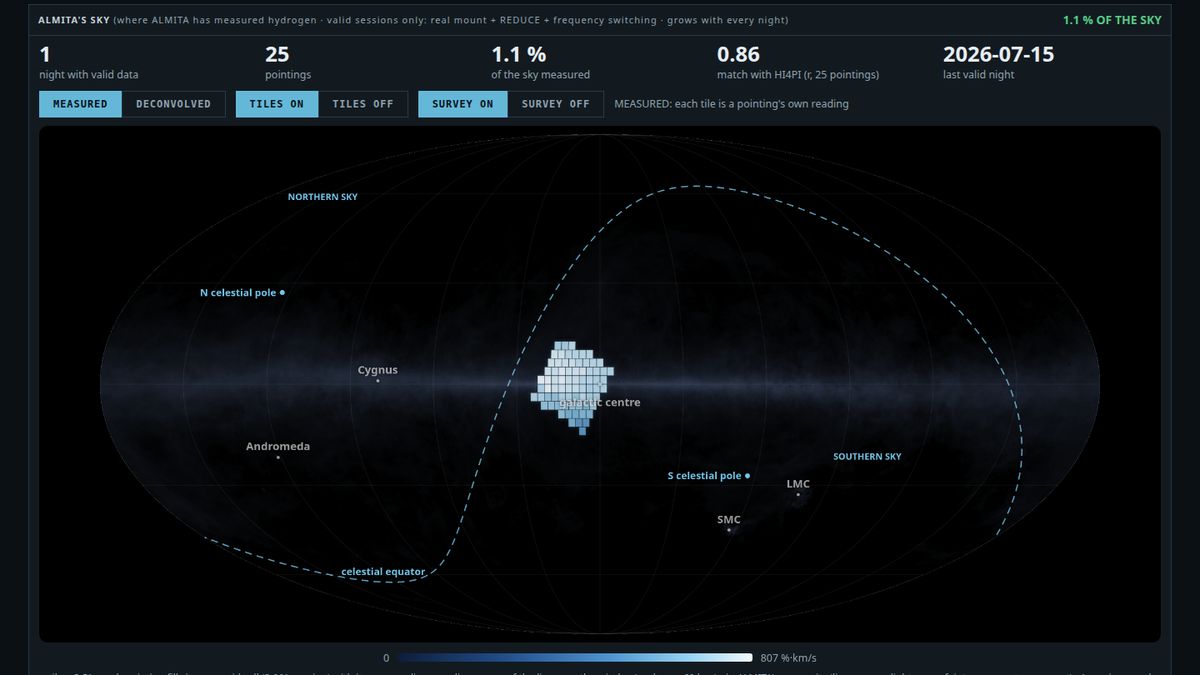 ALMITA'S SKY (where ALMITA has measured hydrogen · valid sessions only: real mount + REDUCE + frequency switching · grows with every night)
1.1 % OF THE SKY
1 25 1.1 % 0.86 2026-07-15
night with valid data pointings of the sky measured match with HI4PI (r, 25 pointings) last valid night
MEASURED DECONVOLVED TILES ON TILES OFF SURVEY ON SURVEY OFF MEASURED: each tile is a pointing's own reading
NORTHERN SKY
N celestial pole
Cygnus
galactic centre
Andromeda
SOUTHERN SKY
S celestial pole
LMC
SMC
celestial equator
0 807 %·km/s